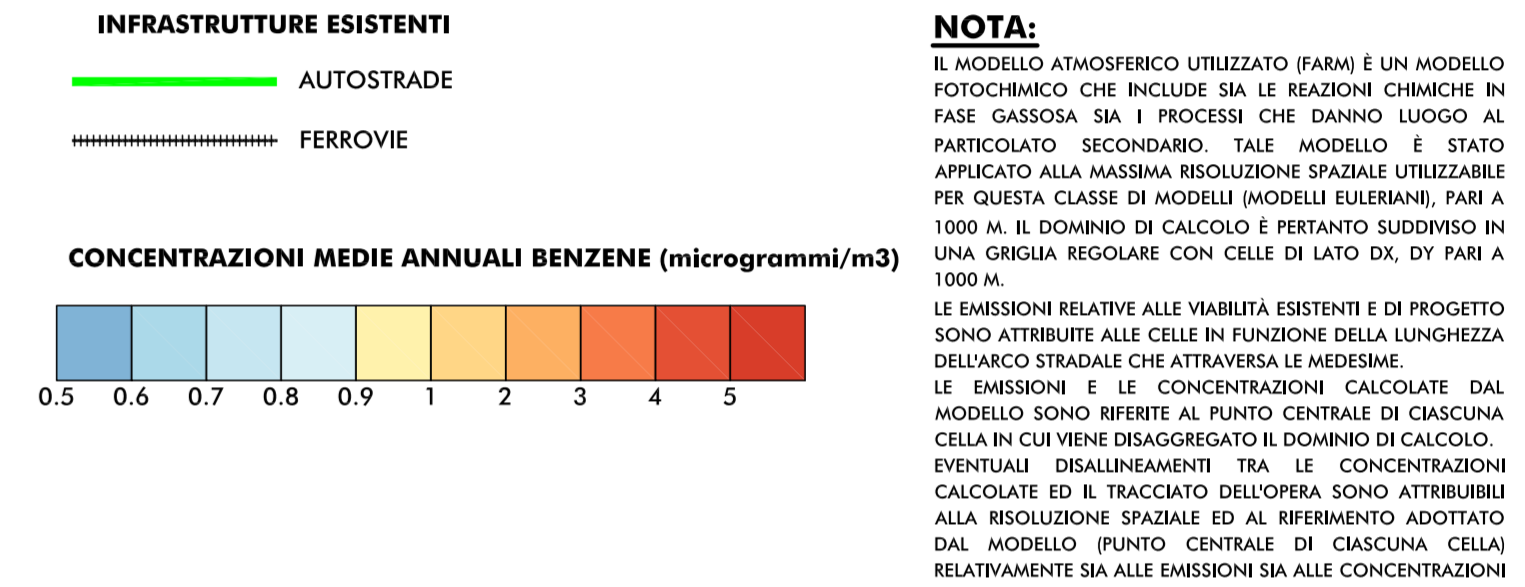 INFRASTRUTTURE ESISTENTI
AUTOSTRADE
FERROVIE
CONCENTRAZIONI MEDIE ANNUALI BENZENE (microgrammi/m3)
0.5 0.6 0.7 0.8 0.9 1 2 3 4 5
NOTA:
IL MODELLO ATMOSFERICO UTILIZZATO (FARM) È UN MODELLO
FOTOCHIMICO CHE INCLUDE SIA LE REAZIONI CHIMICHE IN
FASE GASSOSA SIA I PROCESSI CHE DANNO LUOGO AL
PARTICOLATO SECONDARIO. TALE MODELLO È STATO
APPLICATO ALLA MASSIMA RISOLUZIONE SPAZIALE UTILIZZABILE
PER QUESTA CLASSE DI MODELLI (MODELLI EULERIANI), PARI A
1000 M. IL DOMINIO DI CALCOLO È PERTANTO SUDDIVISO IN
UNA GRIGLIA REGOLARE CON CELLE DI LATO DX, DY PARI A
1000 M.
LE EMISSIONI RELATIVE ALLE VIABILITÀ ESISTENTI E DI PROGETTO
SONO ATTRIBUITE ALLE CELLE IN FUNZIONE DELLA LUNGHEZZA
DELL'ARCO STRADALE CHE ATTRAVERSA LE MEDESIME.
LE EMISSIONI E LE CONCENTRAZIONI CALCOLATE DAL
MODELLO SONO RIFERITE AL PUNTO CENTRALE DI CIASCUNA
CELLA IN CUI VIENE DISAGGREGATO IL DOMINIO DI CALCOLO.
EVENTUALI DISALLINEAMENTI TRA LE CONCENTRAZIONI
CALCOLATE ED IL TRACCIATO DELL'OPERA SONO ATTRIBUIBILI
ALLA RISOLUZIONE SPAZIALE ED AL RIFERIMENTO ADOTTATO
DAL MODELLO (PUNTO CENTRALE DI CIASCUNA CELLA)
RELATIVAMENTE SIA ALLE EMISSIONI SIA ALLE CONCENTRAZIONI